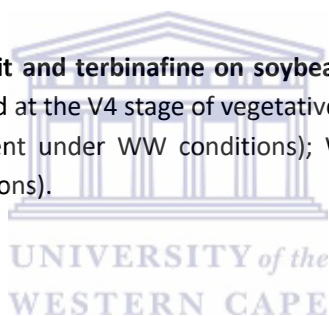 it and terbinafine on soybea
d at the V4 stage of vegetative
ent under WW conditions); V
ons).
UNIVERSITY of the
WESTERN CAPE